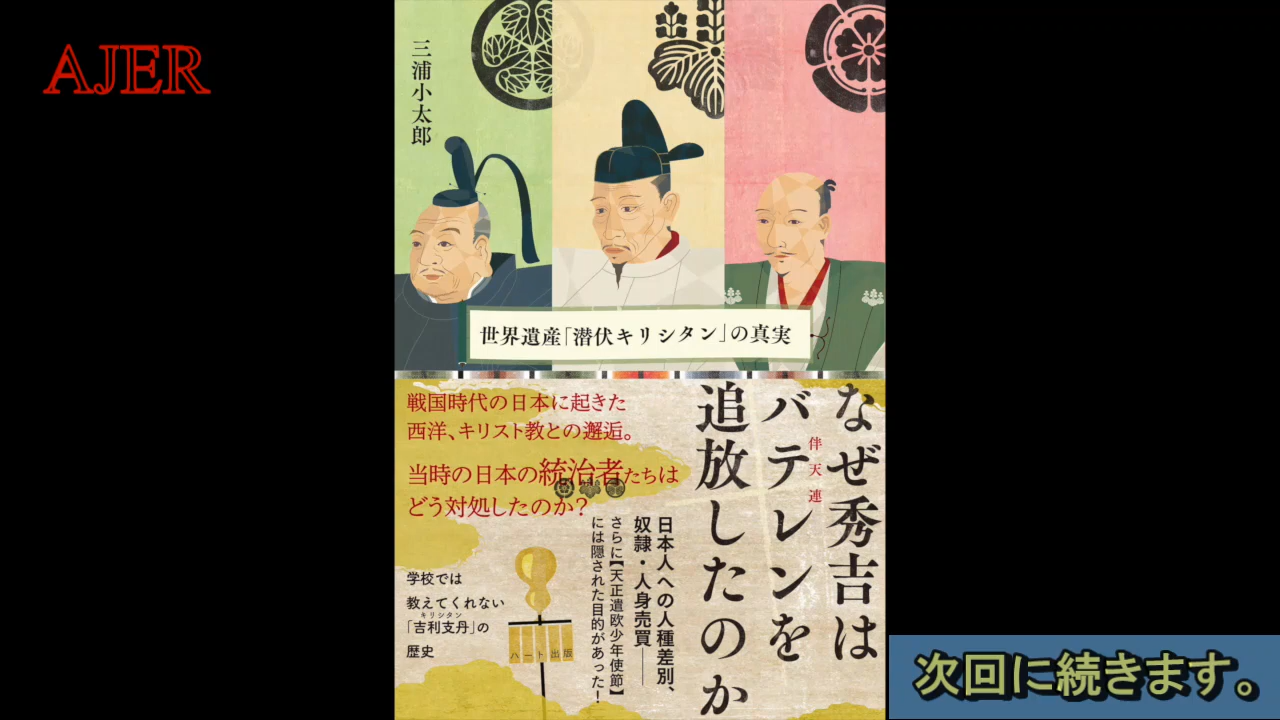 AJER
三浦小太郎
世界遺産「潜伏キリシタン」の真実
なぜ秀吉は
バテレンを
伴天連
追放したのか
戦国時代の日本に起きた
西洋、キリスト教との邂逅。
当時の日本の統治者たちは
どう対処したのか?
日本人への人種差別、
奴隷・人身売買――
さらに【天正遣欧少年使節】
には隠された目的があった!
学校では
教えてくれない
キリシタン
「吉利支丹」の
歴史
ハート出版
次回に続きます。